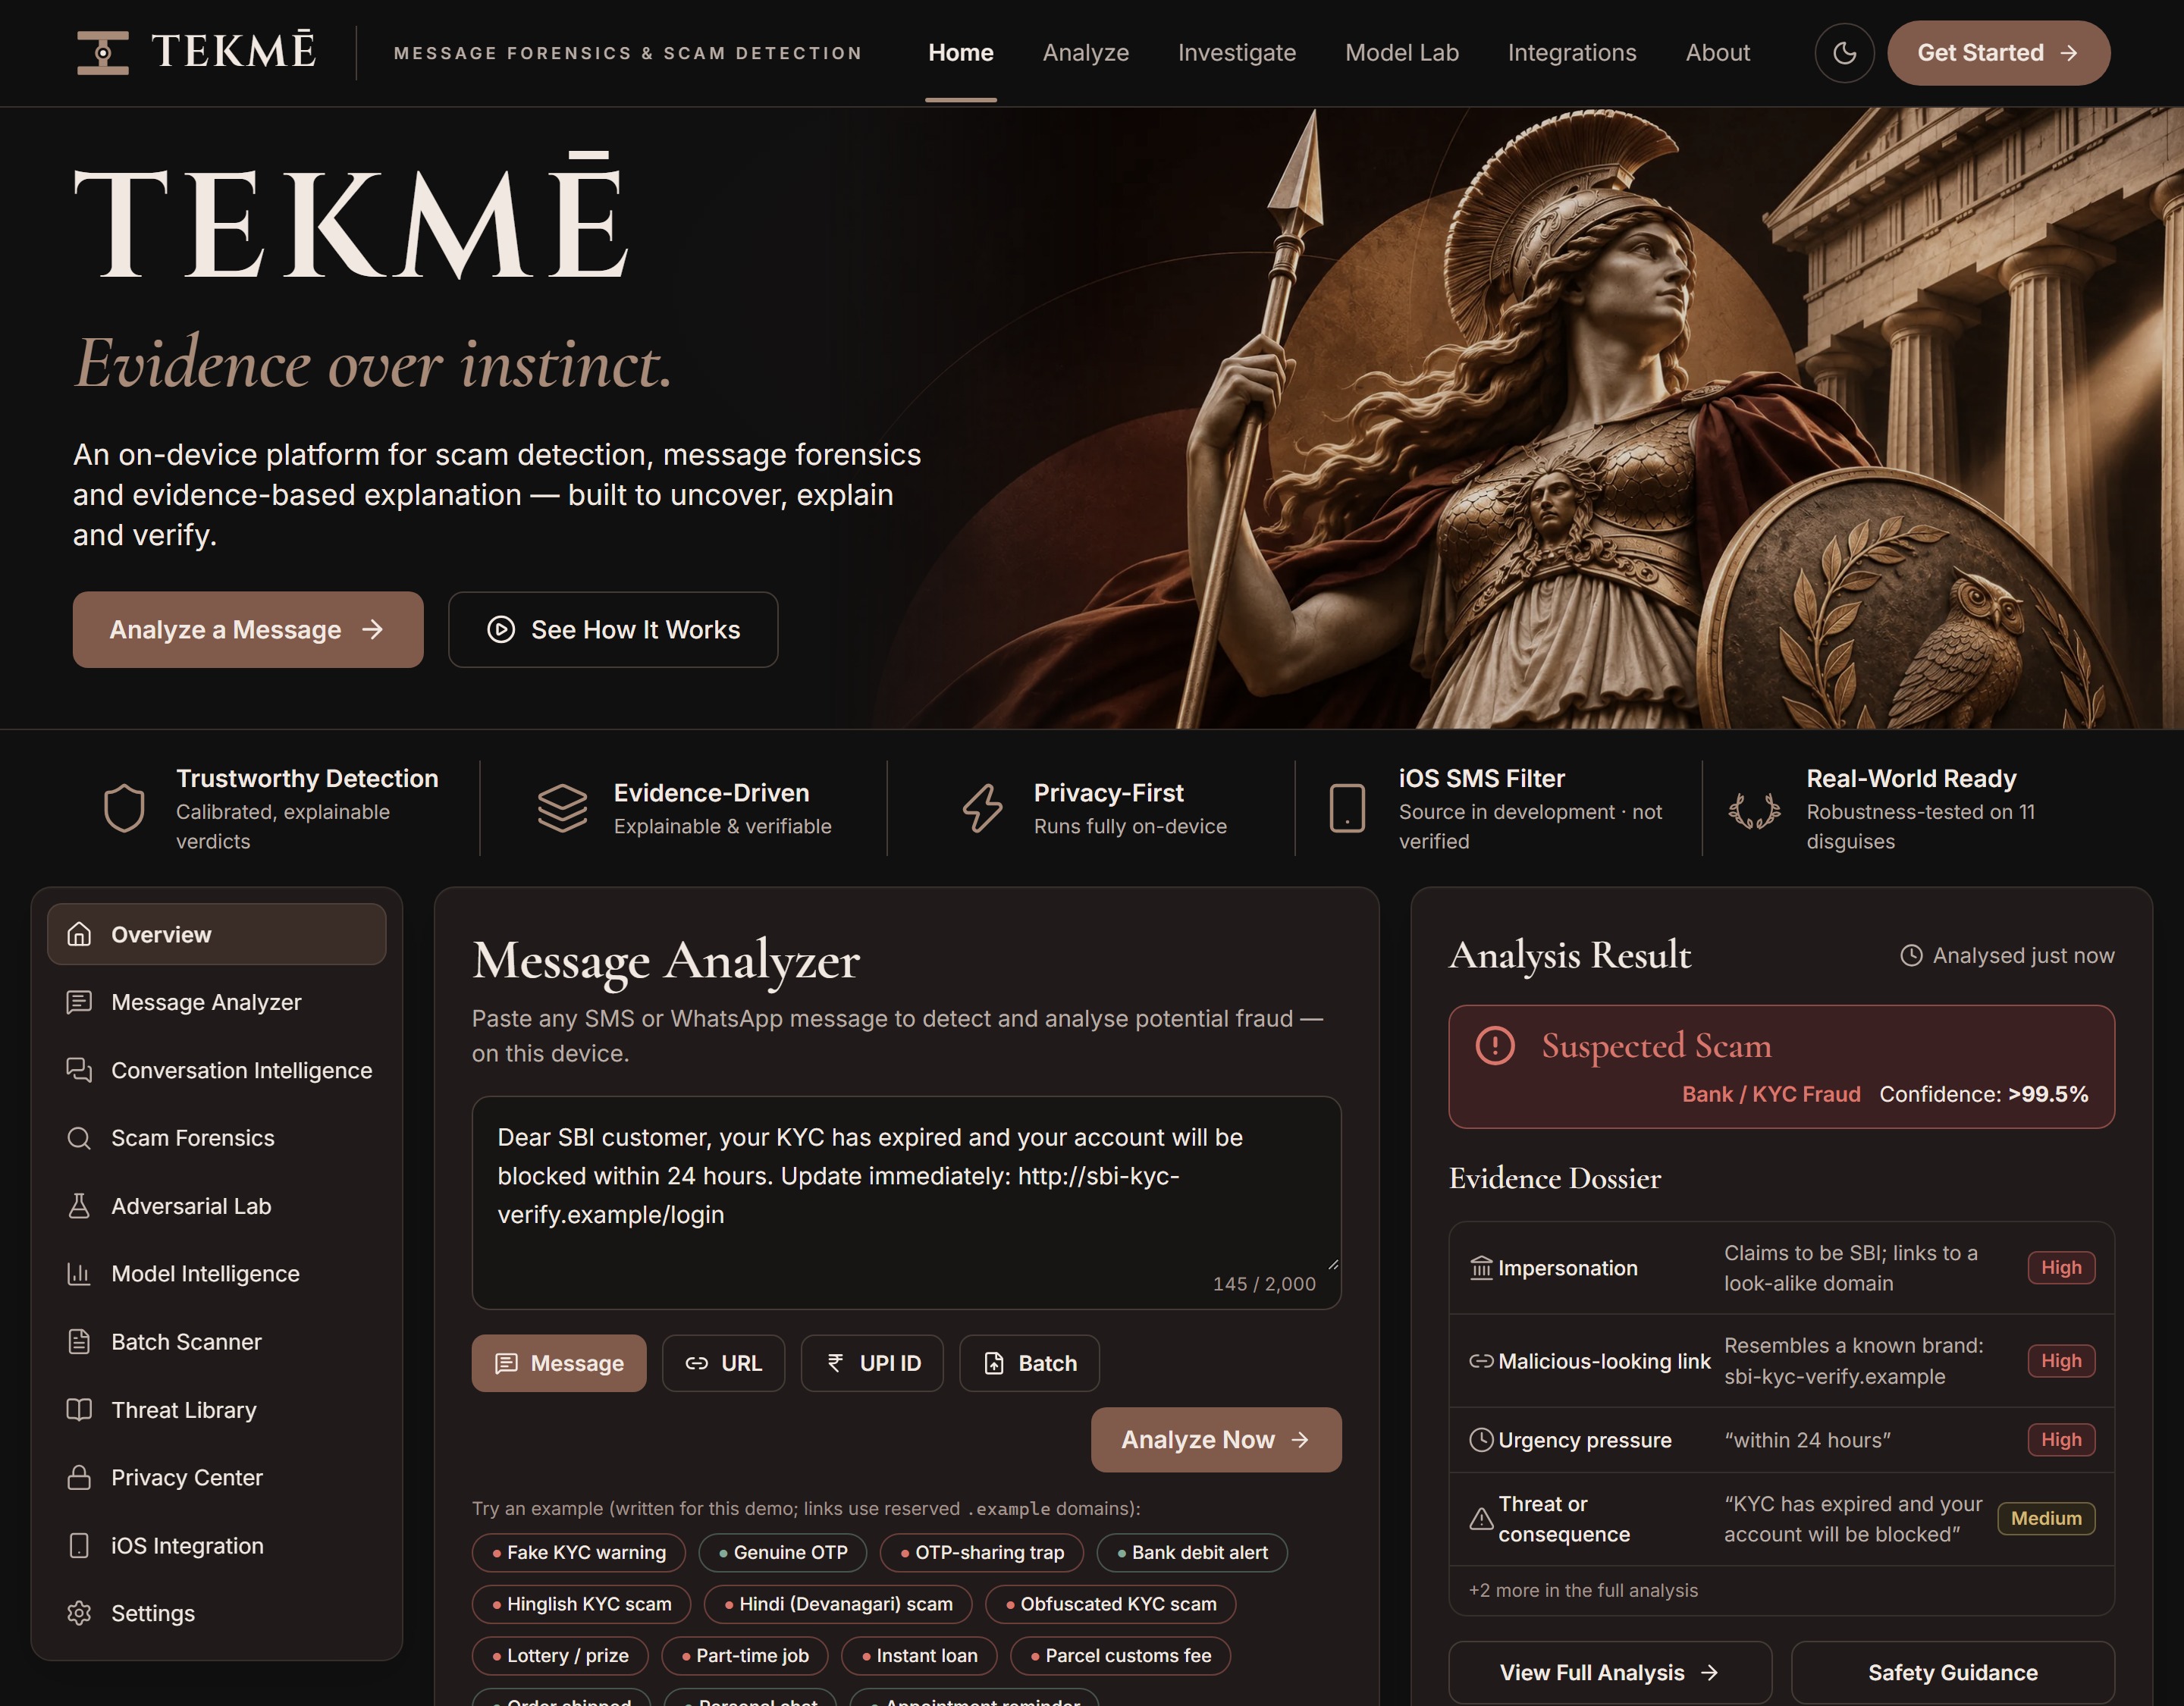 TEKMĒ
MESSAGE FORENSICS & SCAM DETECTION
Home
Analyze
Investigate
Model Lab
Integrations
About
Get Started
TEKMĒ
Evidence over instinct.
An on-device platform for scam detection, message forensics
and evidence-based explanation — built to uncover, explain
and verify.
Analyze a Message
See How It Works
Trustworthy Detection
Calibrated, explainable
verdicts
Evidence-Driven
Explainable & verifiable
Privacy-First
Runs fully on-device
iOS SMS Filter
Source in development · not
verified
Real-World Ready
Robustness-tested on 11
disguises
Overview
Message Analyzer
Conversation Intelligence
Scam Forensics
Adversarial Lab
Model Intelligence
Batch Scanner
Threat Library
Privacy Center
iOS Integration
Settings
Message Analyzer
Paste any SMS or WhatsApp message to detect and analyse potential fraud —
on this device.
Dear SBI customer, your KYC has expired and your account will be
blocked within 24 hours. Update immediately: http://sbi-kyc-
verify.example/login
145 / 2,000
Message
URL
UPI ID
Batch
Analyze Now
Try an example (written for this demo; links use reserved .example domains):
Fake KYC warning
Genuine OTP
OTP-sharing trap
Bank debit alert
Hinglish KYC scam
Hindi (Devanagari) scam
Obfuscated KYC scam
Lottery / prize
Part-time job
Instant loan
Parcel customs fee
Order shipped
Personal chat
Appointment reminder
Analysis Result
Analysed just now
Suspected Scam
Bank / KYC Fraud Confidence: >99.5%
Evidence Dossier
Impersonation
Claims to be SBI; links to a
look-alike domain
High
Malicious-looking link
Resembles a known brand:
sbi-kyc-verify.example
High
Urgency pressure
“within 24 hours”
High
Threat or
consequence
“KYC has expired and your
account will be blocked”
Medium
+2 more in the full analysis
View Full Analysis
Safety Guidance